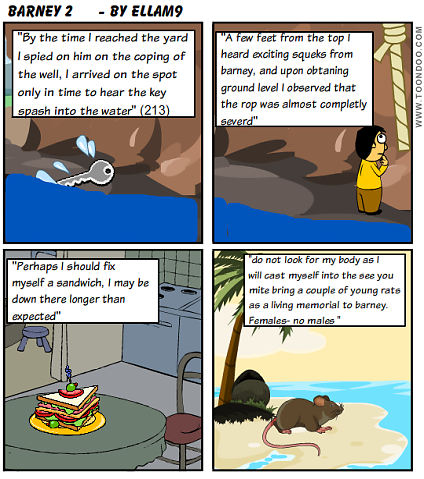 BARNEY 2 - BY ELLAM9
"By the time I reached the yard
I spied on him on the coping of
the well, I arrived on the spot
only in time to hear the key
spash into the water" (213)
"A few feet from the top I
heard exciting squeks from
barney, and upon obtaning
ground level I observed that
the rop was almost completly
severd"
"Perhaps I should fix
myself a sandwich, I may be
down there longer than
expected"
"do not look for my body as I
will cast myself into the see you
mite bring a couple of young rats
as a living memorial to barney.
Females- no males "
WWW.TOONDOO.COM